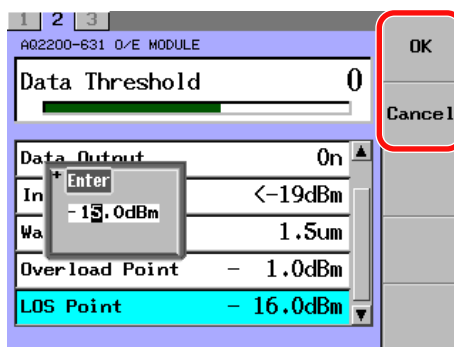 1 2 3
AQ2200-631 O/E MODULE
OK
Data Threshold 0
Cancel
Data Output On
Enter
In <-19dBm
-15.0dBm
Wa 1.5um
Overload Point - 1.0dBm
LOS Point - 16.0dBm